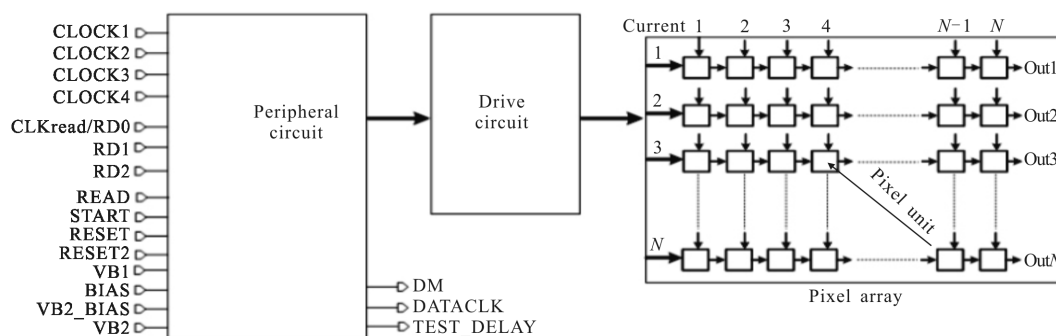 CLOCK1
CLOCK2
CLOCK3
CLOCK4
CLKread/RD0
RD1
RD2
READ
START
RESET
RESET2
VB1
BIAS
VB2_BIAS
VB2
Peripheral
circuit
DM
DATACLK
TEST DELAY
Drive
circuit
Current 1 2 3 4 N−1 N
1 Out1
2 Out2
3 Out3
Pixel unit
N OutN
Pixel array